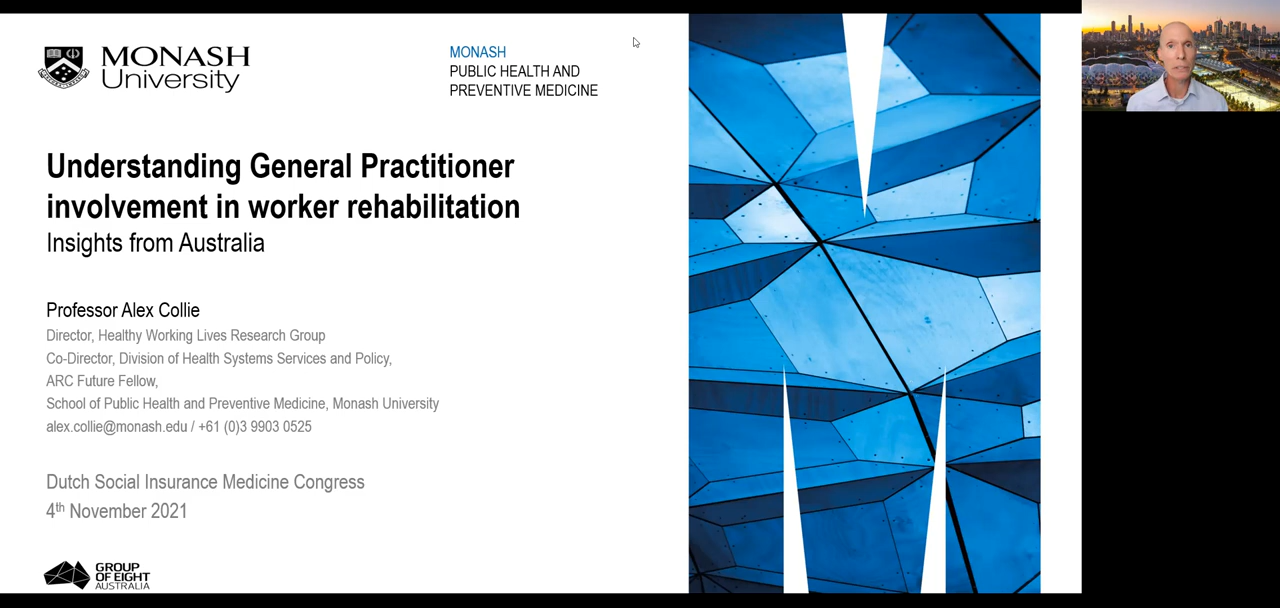 MONASH
University
MONASH
PUBLIC HEALTH AND
PREVENTIVE MEDICINE
Understanding General Practitioner
involvement in worker rehabilitation
Insights from Australia
Professor Alex Collie
Director, Healthy Working Lives Research Group
Co-Director, Division of Health Systems Services and Policy,
ARC Future Fellow,
School of Public Health and Preventive Medicine, Monash University
alex.collie@monash.edu / +61 (0)3 9903 0525
Dutch Social Insurance Medicine Congress
4th November 2021
GROUP
OF EIGHT
AUSTRALIA